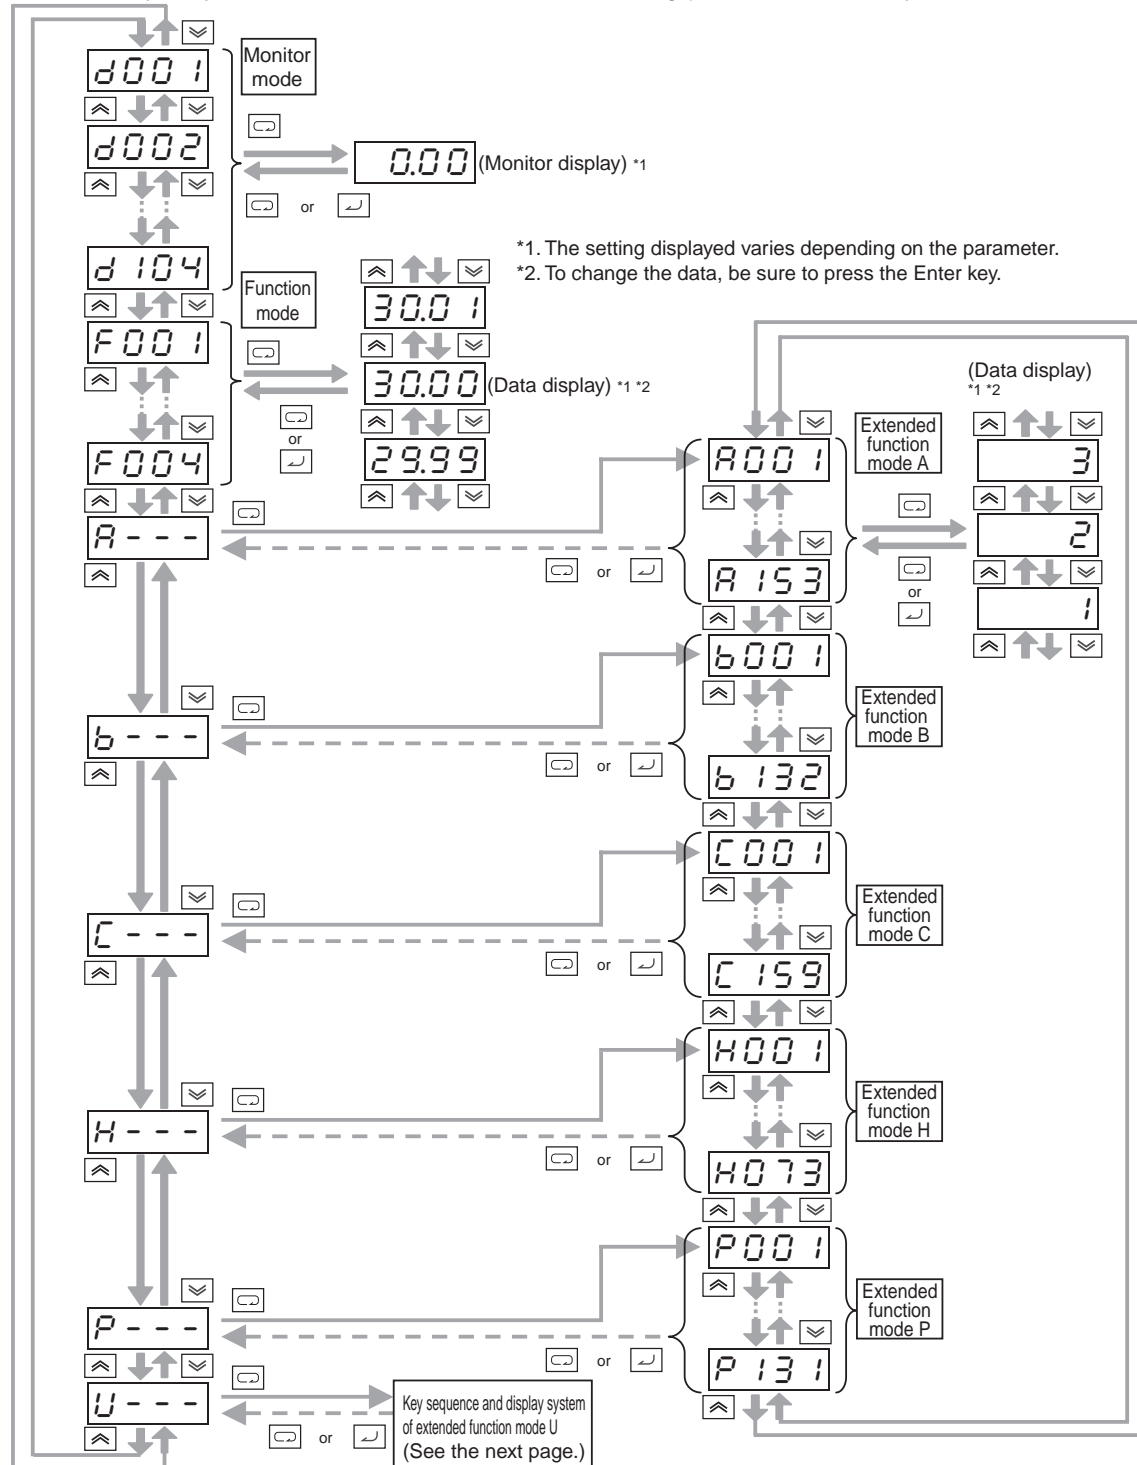 d001
Monitor
mode
d002
0.00 (Monitor display) *1
or
d104
*1. The setting displayed varies depending on the parameter.
*2. To change the data, be sure to press the Enter key.
Function
mode
F001
30.01
30.00 (Data display) *1 *2
or
29.99
F004
A---
or
(Data display)
*1 *2
A001
Extended
function
mode A
3
2
or
A153
1
b---
or
b001
Extended
function
mode B
b132
C---
or
C001
Extended
function
mode C
C159
H---
or
H001
Extended
function
mode H
H073
P---
or
P001
Extended
function
mode P
P131
U---
or
Key sequence and display system
of extended function mode U
(See the next page.)